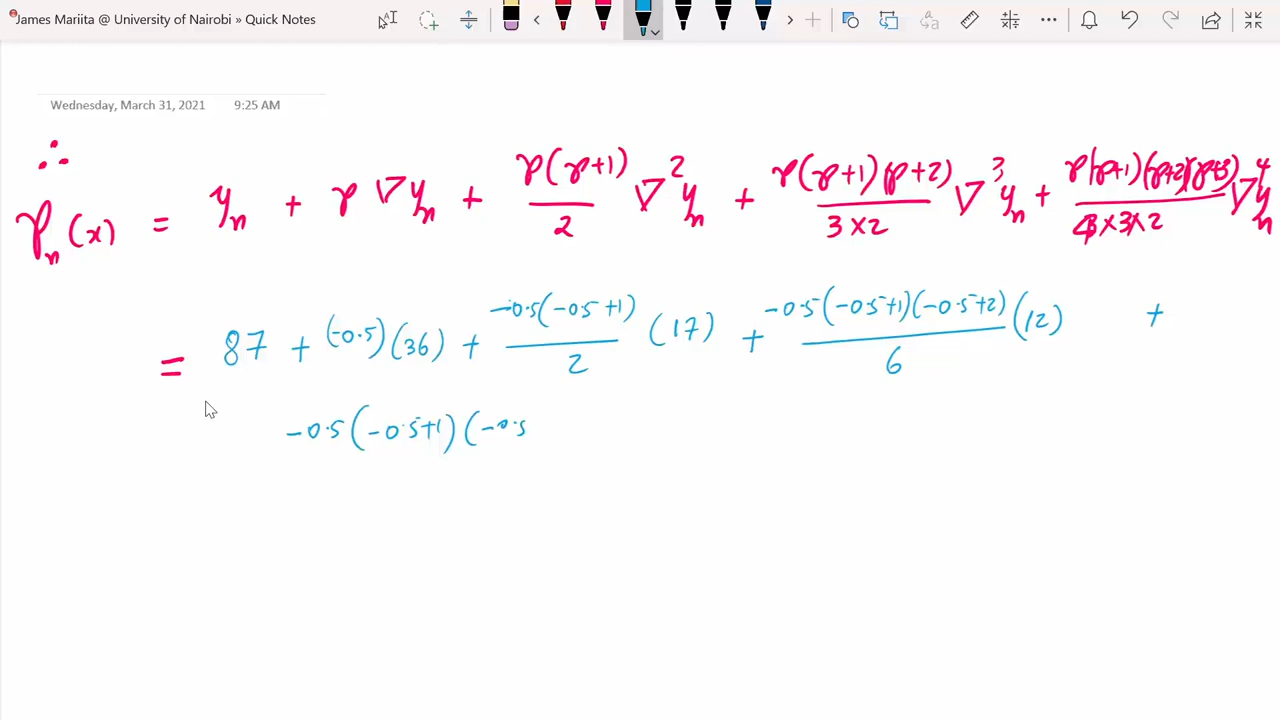 James Mariita @ University of Nairobi » Quick Notes
Wednesday, March 31, 2021 9:25 AM
∴
Pₙ(x) = yₙ + p ∇yₙ + p(p+1)/2 ∇²yₙ + p(p+1)(p+2)/3×2 ∇³yₙ + p(p+1)(p+2)(p+3)/4×3×2 ∇⁴yₙ
= 87 + (-0.5)(36) + -0.5(-0.5+1)/2 (17) + -0.5(-0.5+1)(-0.5+2)/6 (12) +
-0.5(-0.5+1)(-0.5